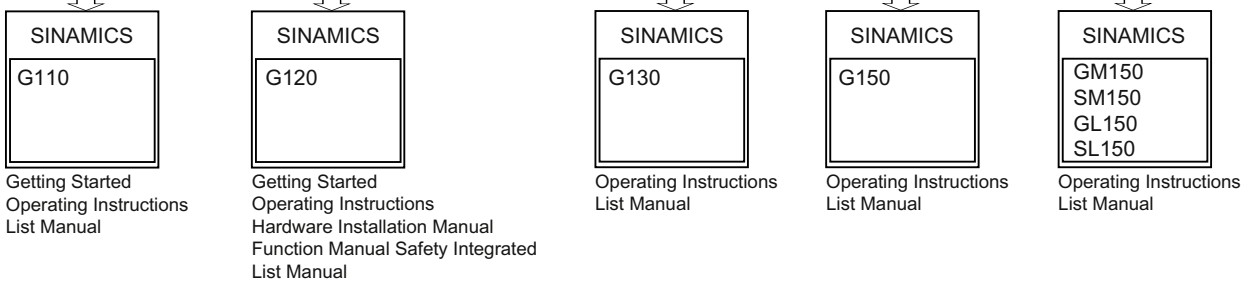 SINAMICS
G110
Getting Started
Operating Instructions
List Manual
SINAMICS
G120
Getting Started
Operating Instructions
Hardware Installation Manual
Function Manual Safety Integrated
List Manual
SINAMICS
G130
Operating Instructions
List Manual
SINAMICS
G150
Operating Instructions
List Manual
SINAMICS
GM150
SM150
GL150
SL150
Operating Instructions
List Manual